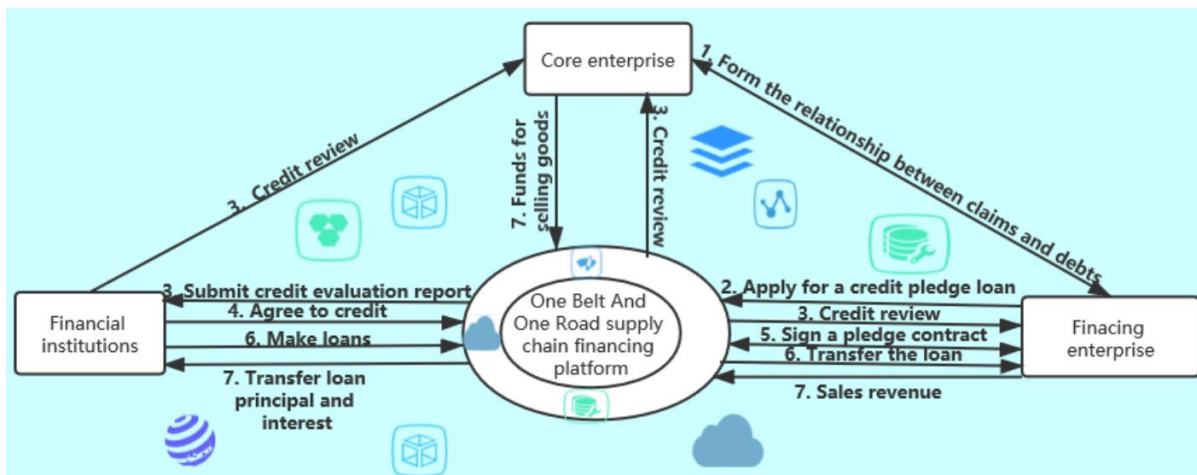 Core enterprise
1. Form the relationship between claims and debts
3. Credit review
7. Funds for
selling goods
3. Credit review
Financial
institutions
3. Submit credit evaluation report
4. Agree to credit
6. Make loans
7. Transfer loan
principal and
interest
One Belt And
One Road supply
chain financing
platform
2. Apply for a credit pledge loan
3. Credit review
5. Sign a pledge contract
6. Transfer the loan
7. Sales revenue
Finacing
enterprise